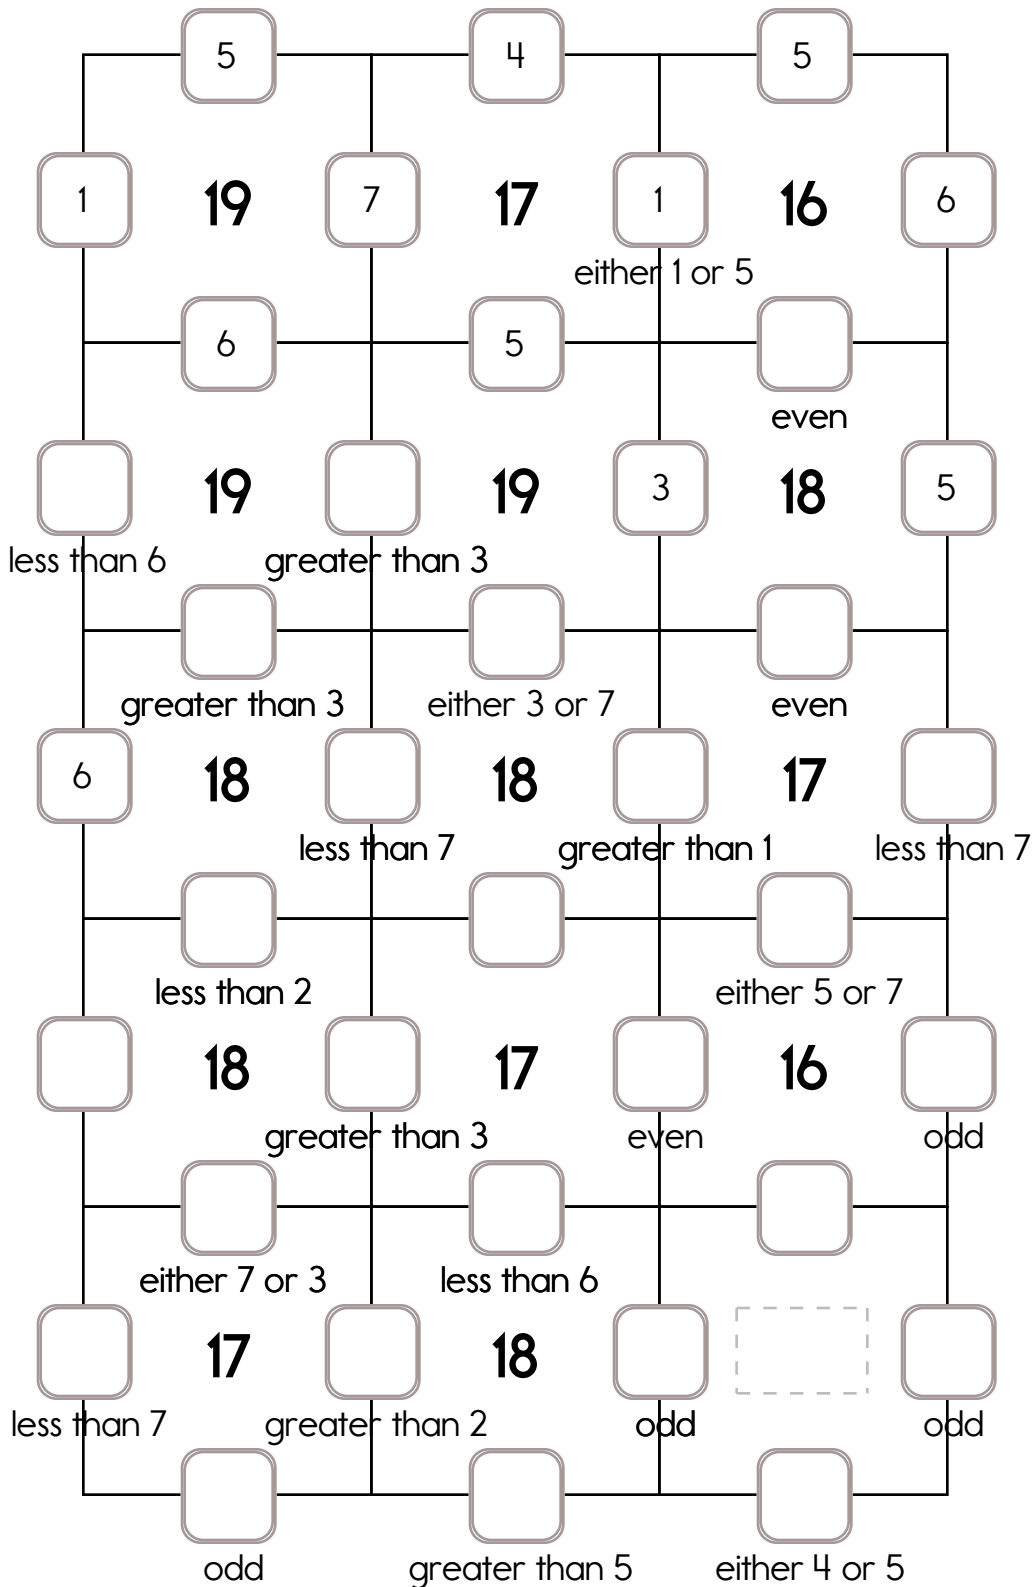 5 4 5
1 19 7 17 1 16 6
either 1 or 5
6 5
even
19 19 3 18 5
less than 6 greater than 3
greater than 3 either 3 or 7 even
6 18 18 17
less than 7 greater than 1 less than 7
less than 2 either 5 or 7
18 17 16
greater than 3 even odd
either 7 or 3 less than 6
17 18
less than 7 greater than 2 odd odd
odd greater than 5 either 4 or 5